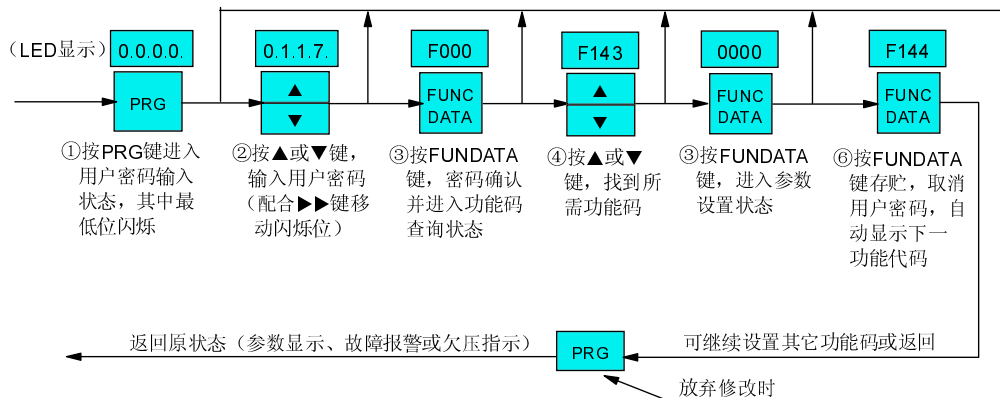 (LED显示)
0.0.0.0.
0.1.1.7.
F000
F143
0000
F144
PRG
▲
▼
FUNC
DATA
▲
▼
FUNC
DATA
FUNC
DATA
①按PRG键进入
用户密码输入
状态，其中最
低位闪烁
②按▲或▼键，
输入用户密码
(配合▶▶键移
动闪烁位)
③按FUNDATA
键，密码确认
并进入功能码
查询状态
④按▲或▼
键，找到所
需功能码
③按FUNDATA
键，进入参数
设置状态
⑥按FUNDATA
键存贮，取消
用户密码，自
动显示下一
功能代码
返回原状态(参数显示、故障报警或欠压指示)
PRG
可继续设置其它功能码或返回
放弃修改时